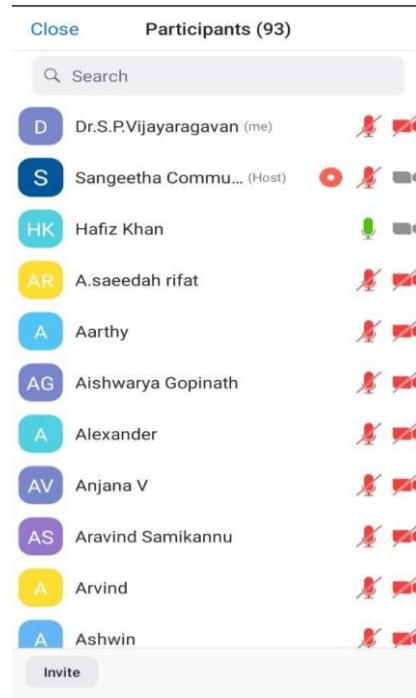 Close Participants (93)
Search
D Dr.S.P.Vijayaragavan (me)
S Sangeetha Commu... (Host)
HK Hafiz Khan
AR A.saeedah rifat
A Aarthy
AG Aishwarya Gopinath
A Alexander
AV Anjana V
AS Aravind Samikannu
A Arvind
A Ashwin
Invite